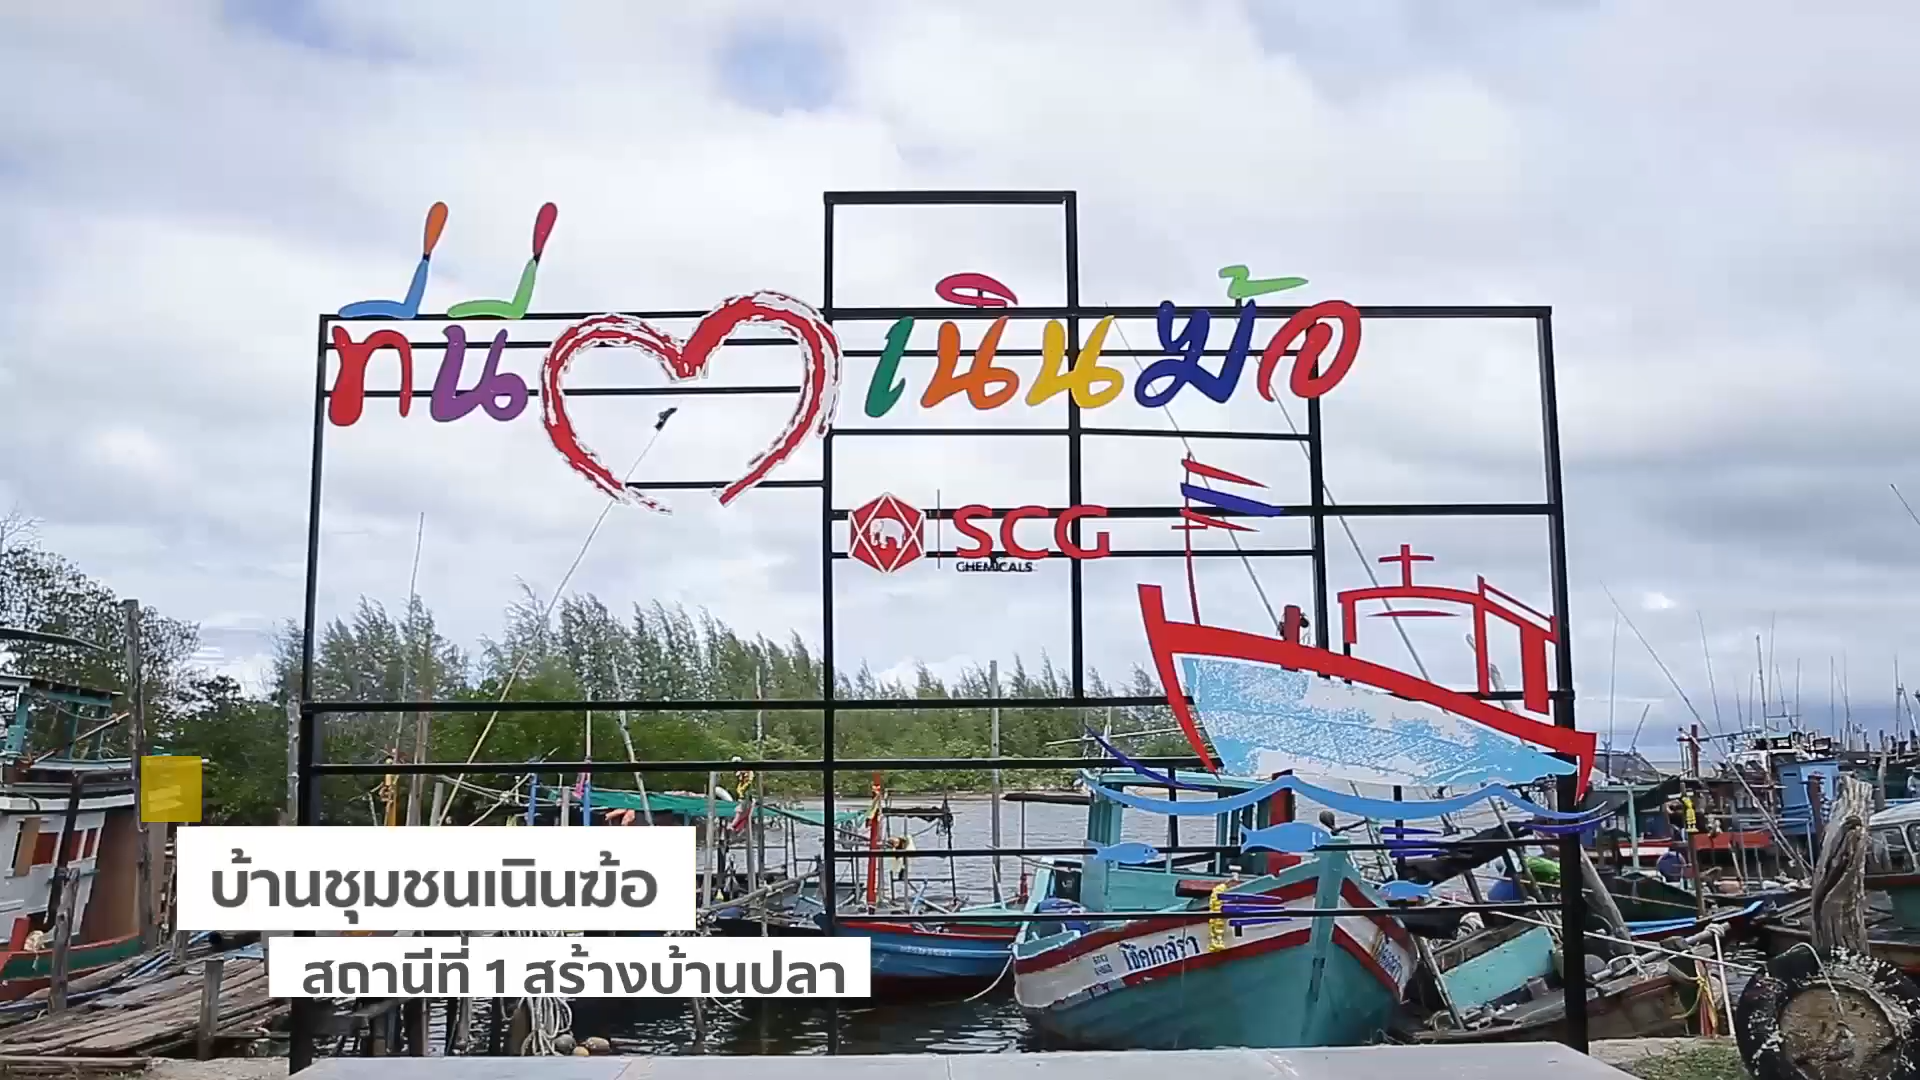 ที่นี่ เนินฆ้อ
SCG
CHEMICALS
โชคเกสรา
บ้านชุมชนเนินฆ้อ
สถานีที่ 1 สร้างบ้านปลา